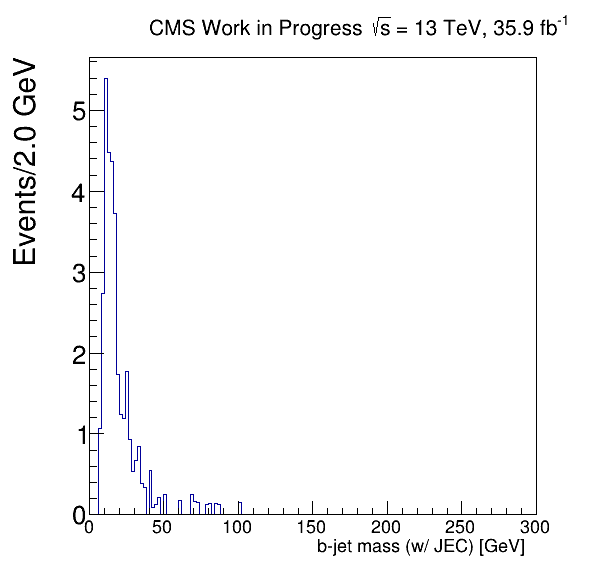 CMS Work in Progress √s = 13 TeV, 35.9 fb⁻¹
Events/2.0 GeV
5
4
3
2
1
0
0 50 100 150 200 250 300
b-jet mass (w/ JEC) [GeV]